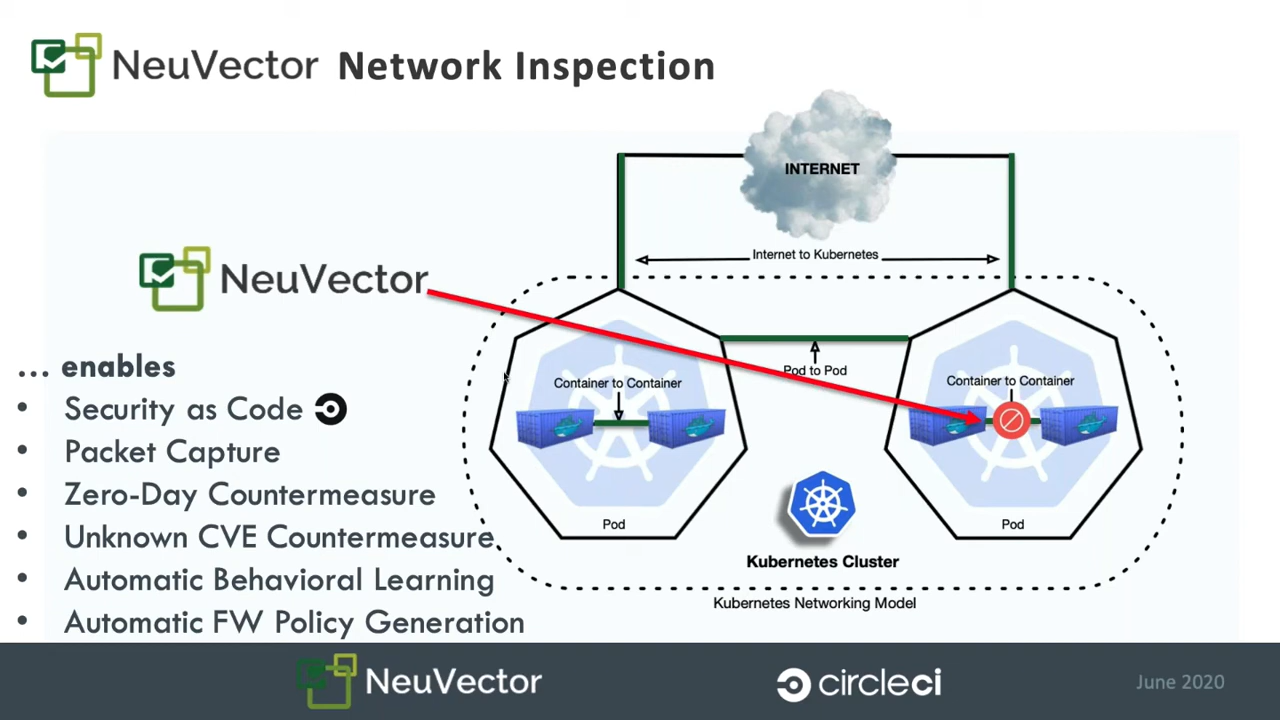 NeuVector Network Inspection
INTERNET
Internet to Kubernetes
NeuVector
Pod to Pod
... enables
• Security as Code
• Packet Capture
• Zero-Day Countermeasure
• Unknown CVE Countermeasure
• Automatic Behavioral Learning
• Automatic FW Policy Generation
Container to Container
Pod
Container to Container
Pod
Kubernetes Cluster
Kubernetes Networking Model
NeuVector
circleci
June 2020